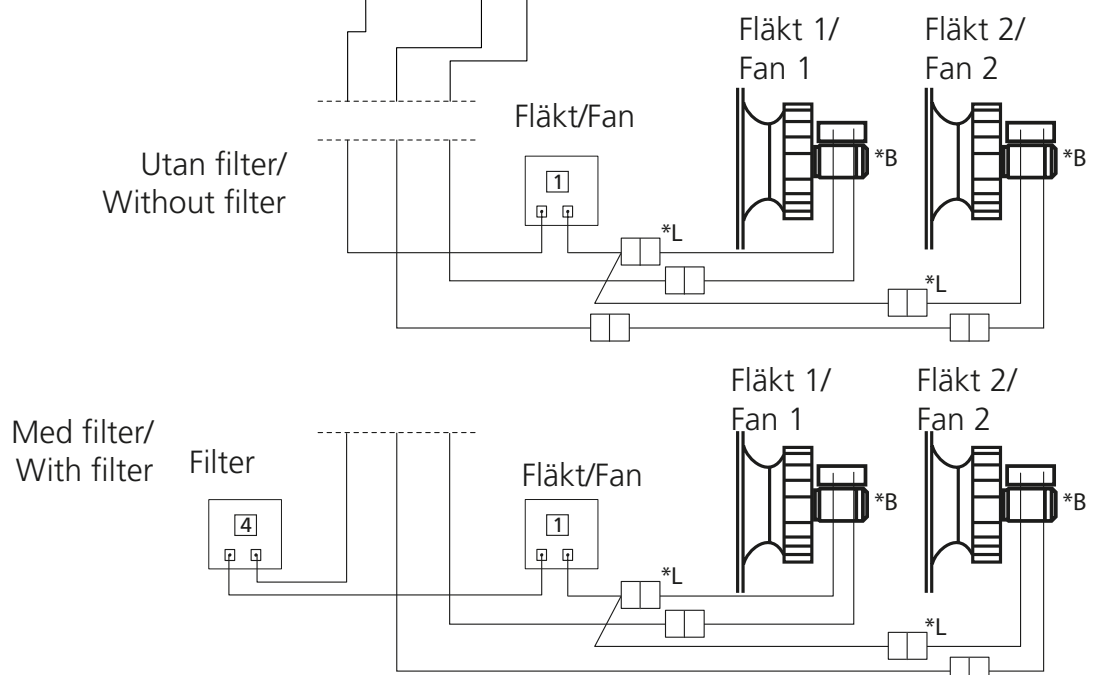 Fläkt 1/
Fan 1
Fläkt 2/
Fan 2
Fläkt/Fan
Utan filter/
Without filter
1
*B
*B
*L
*L
Fläkt 1/
Fan 1
Fläkt 2/
Fan 2
Med filter/
With filter
Filter
Fläkt/Fan
4
1
*B
*B
*L
*L